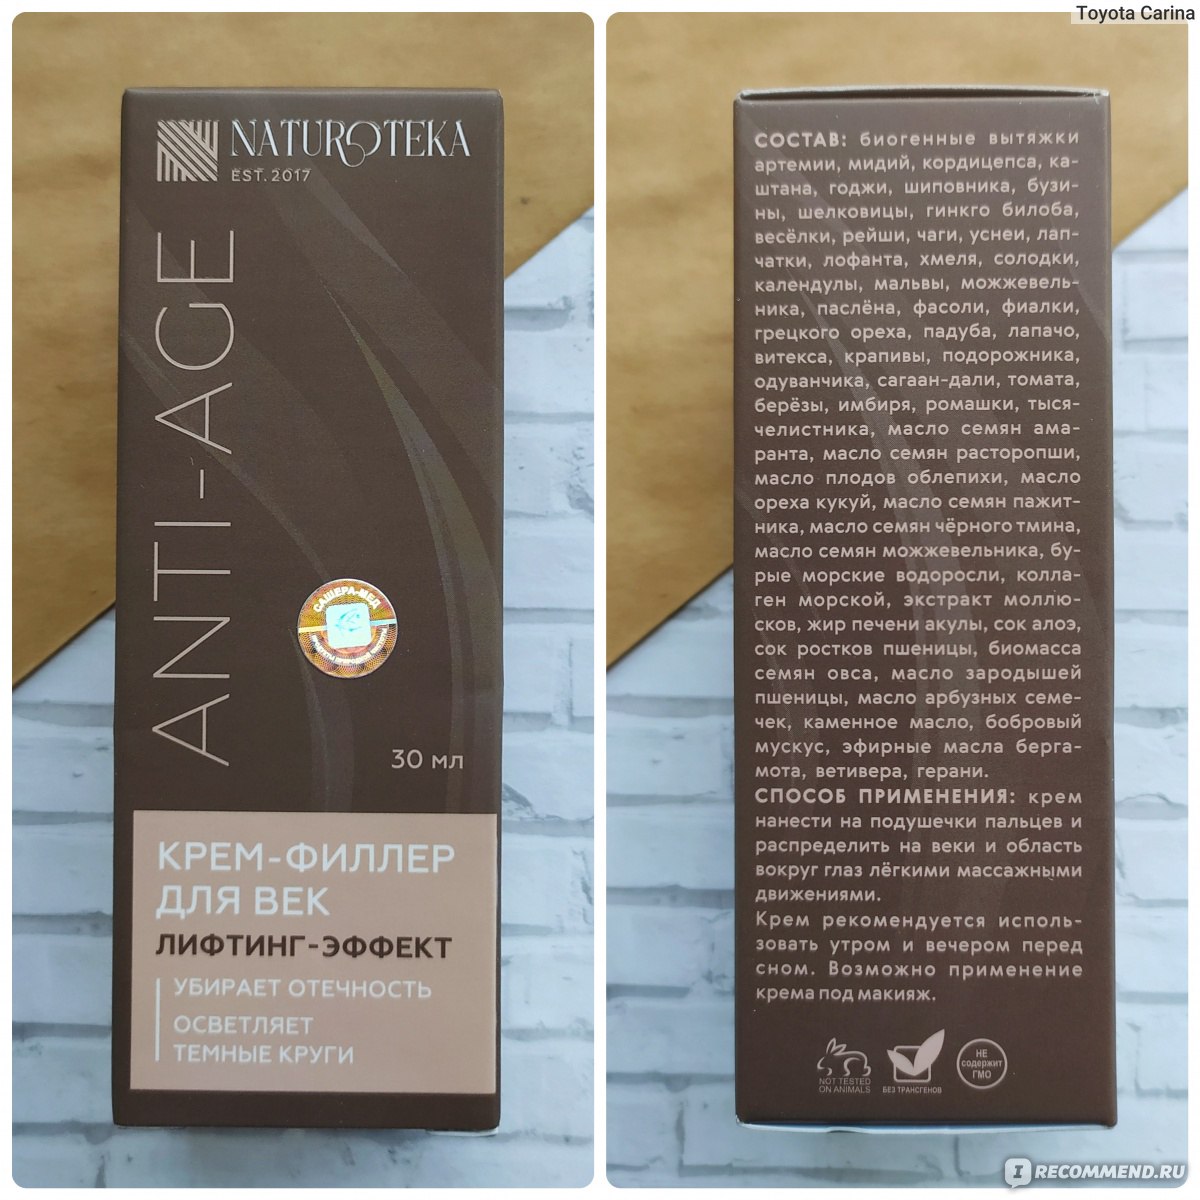 Toyota Carina
NATUROTEKA
EST. 2017
ANTI-AGE
САШЕРА-МЕД
30 мл
КРЕМ-ФИЛЛЕР
ДЛЯ ВЕК
ЛИФТИНГ-ЭФФЕКТ
УБИРАЕТ ОТЕЧНОСТЬ
ОСВЕТЛЯЕТ
ТЕМНЫЕ КРУГИ
СОСТАВ: биогенные вытяжки
артемии, мидий, кордицепса, ка-
штана, годжи, шиповника, бузи-
ны, шелковицы, гинкго билоба,
весёлки, рейши, чаги, уснеи, лап-
чатки, лофанта, хмеля, солодки,
календулы, мальвы, можжевель-
ника, паслёна, фасоли, фиалки,
грецкого ореха, падуба, лапачо,
витекса, крапивы, подорожника,
одуванчика, сагаан-дали, томата,
берёзы, имбиря, ромашки, тыся-
челистника, масло семян ама-
ранта, масло семян расторопши,
масло плодов облепихи, масло
ореха кукуй, масло семян пажит-
ника, масло семян чёрного тмина,
масло семян можжевельника, бу-
рые морские водоросли, колла-
ген морской, экстракт моллю-
сков, жир печени акулы, сок алоэ,
сок ростков пшеницы, биомасса
семян овса, масло зародышей
пшеницы, масло арбузных семе-
чек, каменное масло, бобровый
мускус, эфирные масла берга-
мота, ветивера, герани.
СПОСОБ ПРИМЕНЕНИЯ: крем
нанести на подушечки пальцев и
распределить на веки и область
вокруг глаз лёгкими массажными
движениями.
Крем рекомендуется исполь-
зовать утром и вечером перед
сном. Возможно применение
крема под макияж.
NOT TESTED
ON ANIMALS
БЕЗ ТРАНСГЕНОВ
НЕ
содержит
ГМО
IRECOMMEND.RU